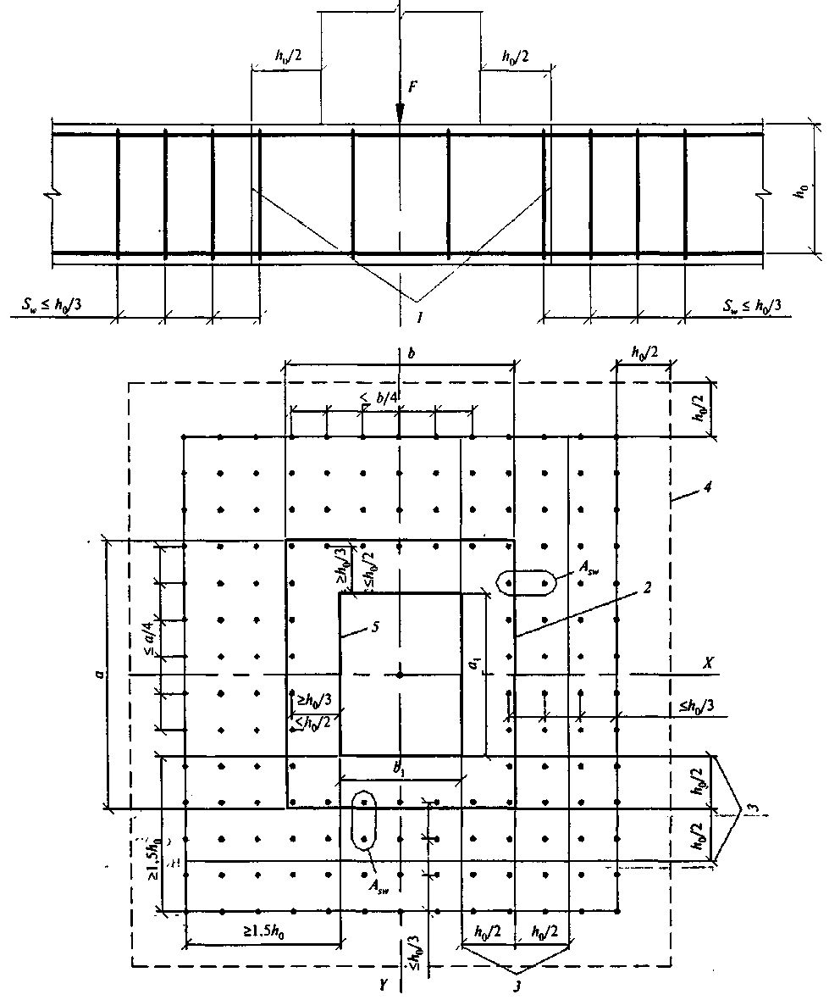 h₀/2
h₀/2
F
h₀
Sw ≤ h₀/3
1
Sw ≤ h₀/3
b
h₀/2
≤ b/4
h₀/2
4
≥h₀/3
≤h₀/2
Asw
2
5
≤ a/4
a
a₁
X
≥h₀/3
≤h₀/2
≤h₀/3
b₁
h₀/2
3
h₀/2
≥1,5h₀
Asw
≥1,5h₀
≤h₀/3
h₀/2
h₀/2
Y
3